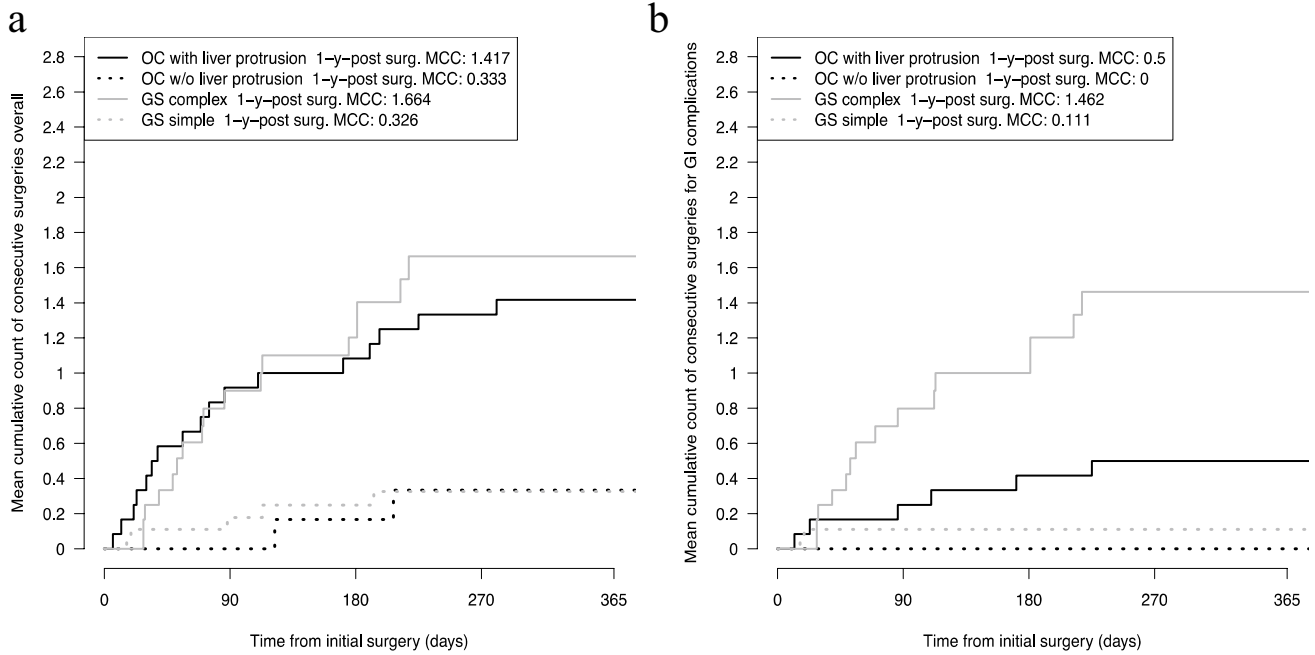 a
Mean cumulative count of consecutive surgeries overall
2.8
2.6
2.4
2.2
2
1.8
1.6
1.4
1.2
1
0.8
0.6
0.4
0.2
0
OC with liver protrusion 1-y-post surg. MCC: 1.417
OC w/o liver protrusion 1-y-post surg. MCC: 0.333
GS complex 1-y-post surg. MCC: 1.664
GS simple 1-y-post surg. MCC: 0.326
0 90 180 270 365
Time from initial surgery (days)
b
Mean cumulative count of consecutive surgeries for GI complications
2.8
2.6
2.4
2.2
2
1.8
1.6
1.4
1.2
1
0.8
0.6
0.4
0.2
0
OC with liver protrusion 1-y-post surg. MCC: 0.5
OC w/o liver protrusion 1-y-post surg. MCC: 0
GS complex 1-y-post surg. MCC: 1.462
GS simple 1-y-post surg. MCC: 0.111
0 90 180 270 365
Time from initial surgery (days)